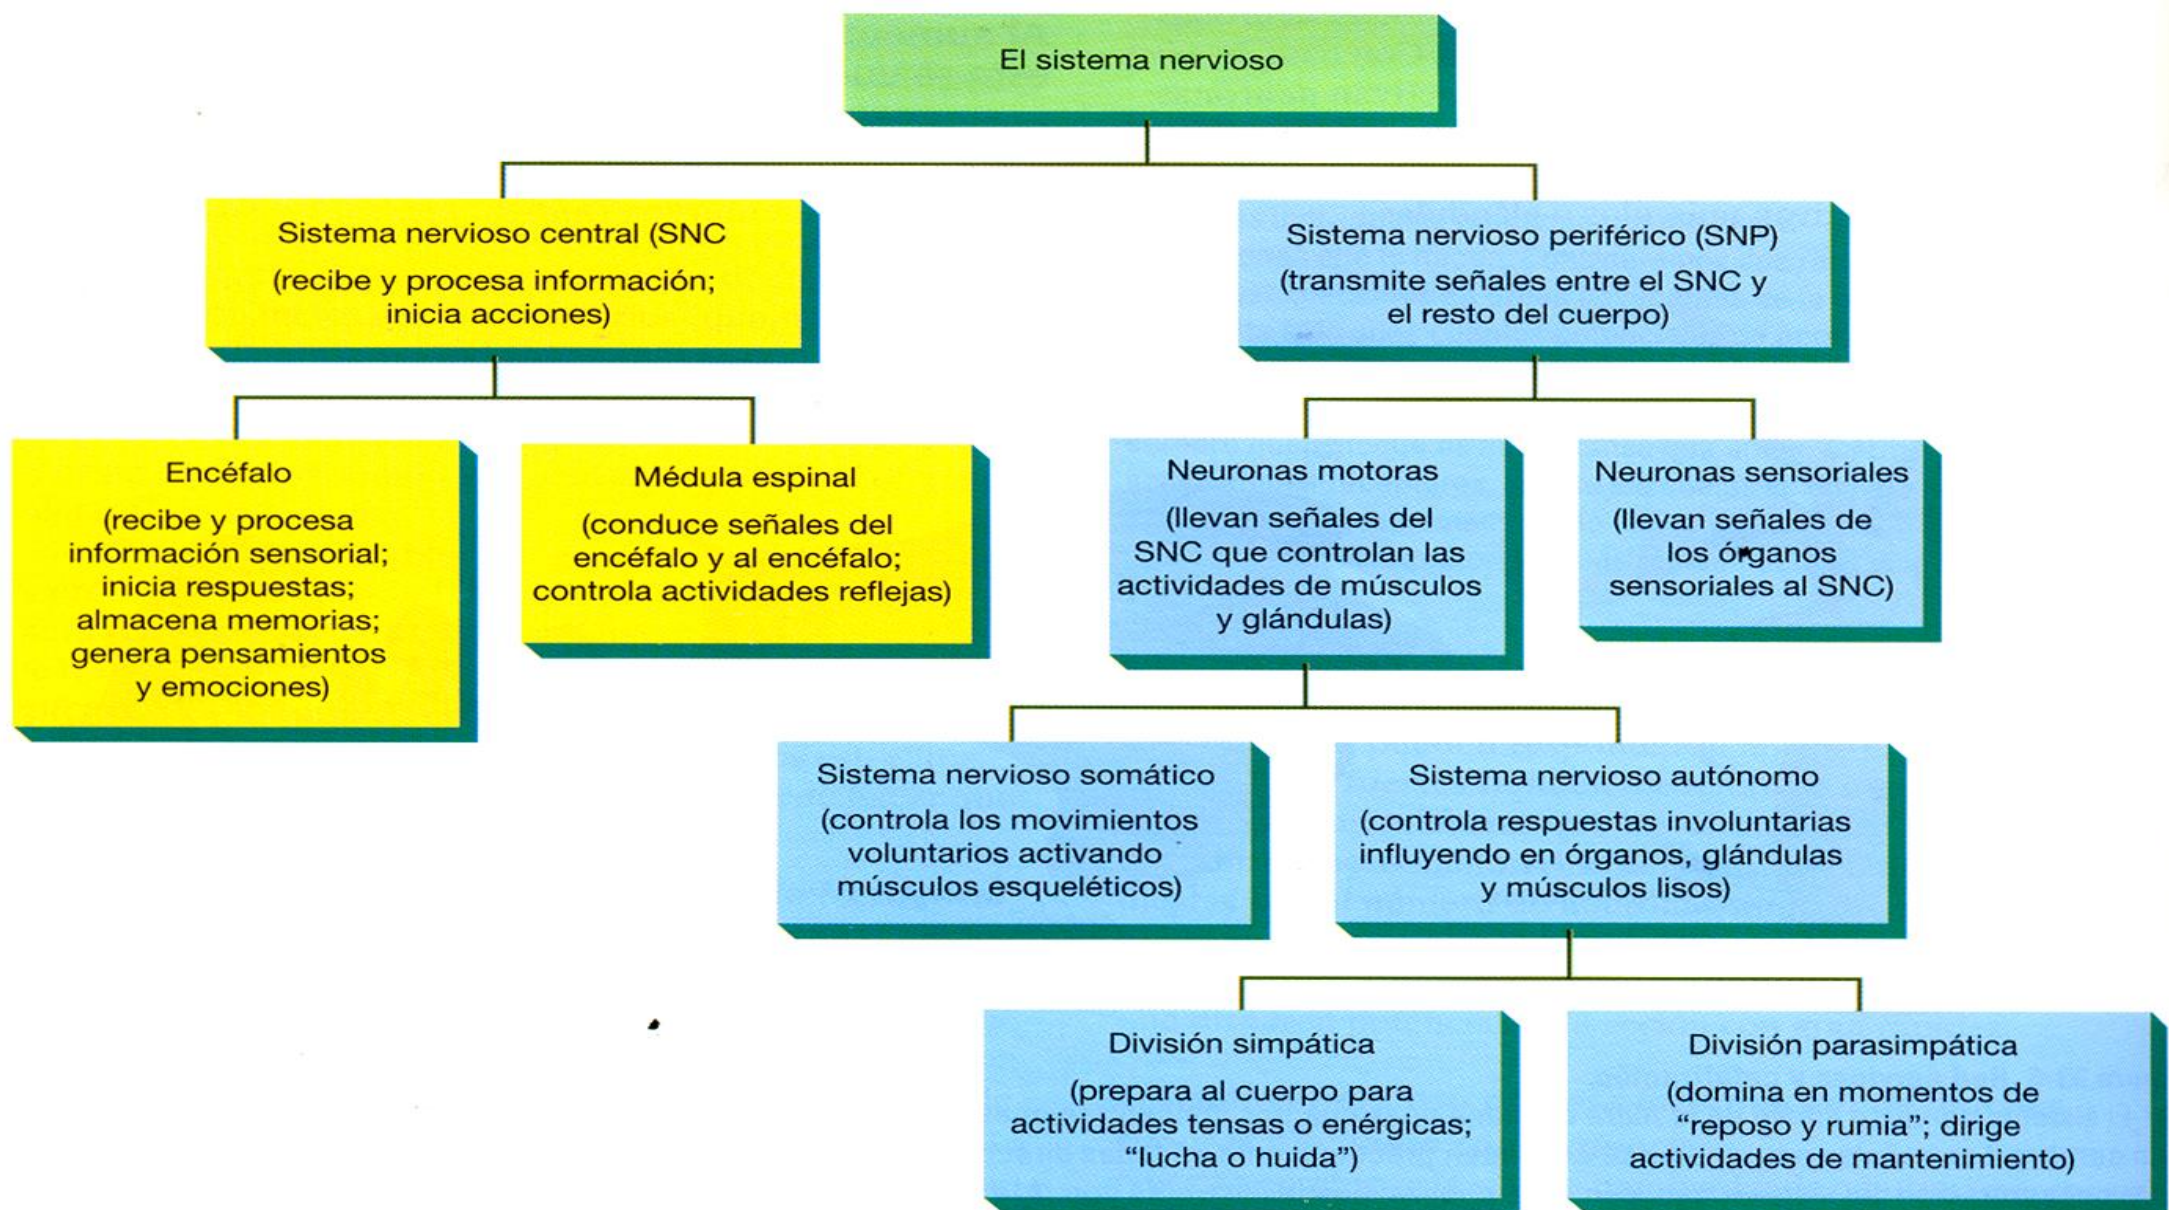 El sistema nervioso
Sistema nervioso central (SNC
(recibe y procesa información;
inicia acciones)
Sistema nervioso periférico (SNP)
(transmite señales entre el SNC y
el resto del cuerpo)
Encéfalo
(recibe y procesa
información sensorial;
inicia respuestas;
almacena memorias;
genera pensamientos
y emociones)
Médula espinal
(conduce señales del
encéfalo y al encéfalo;
controla actividades reflejas)
Neuronas motoras
(llevan señales del
SNC que controlan las
actividades de músculos
y glándulas)
Neuronas sensoriales
(llevan señales de
los órganos
sensoriales al SNC)
Sistema nervioso somático
(controla los movimientos
voluntarios activando
músculos esqueléticos)
Sistema nervioso autónomo
(controla respuestas involuntarias
influyendo en órganos, glándulas
y músculos lisos)
División simpática
(prepara al cuerpo para
actividades tensas o enérgicas;
“lucha o huida”)
División parasimpática
(domina en momentos de
“reposo y rumia”; dirige
actividades de mantenimiento)